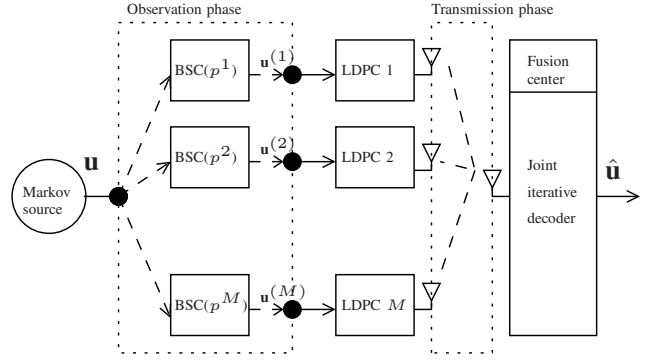 Observation phase
Transmission phase
BSC(p^1)
u^(1)
LDPC 1
Fusion
center
BSC(p^2)
u^(2)
LDPC 2
Joint
iterative
decoder
u
Markov
source
û
BSC(p^M)
u^(M)
LDPC M